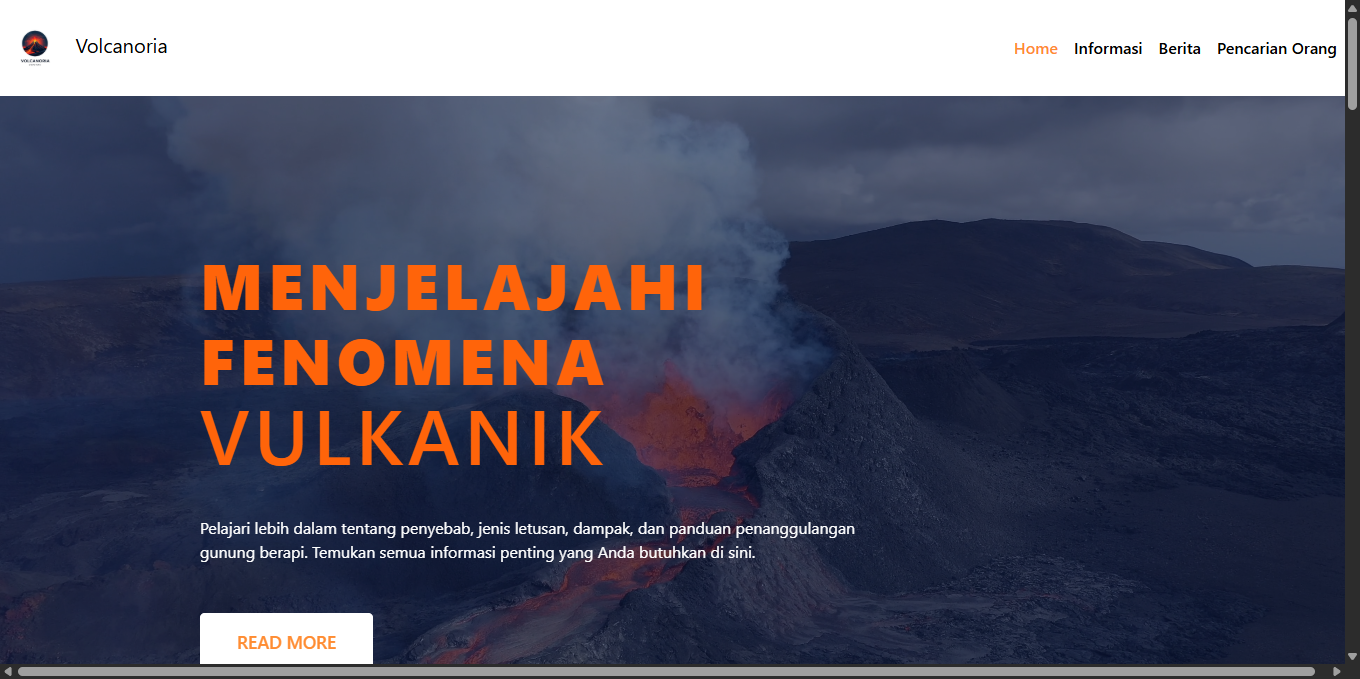 VOLCANORIA
Volcanoria
Home Informasi Berita Pencarian Orang
MENJELAJAHI
FENOMENA
VULKANIK
Pelajari lebih dalam tentang penyebab, jenis letusan, dampak, dan panduan penanggulangan
gunung berapi. Temukan semua informasi penting yang Anda butuhkan di sini.
READ MORE